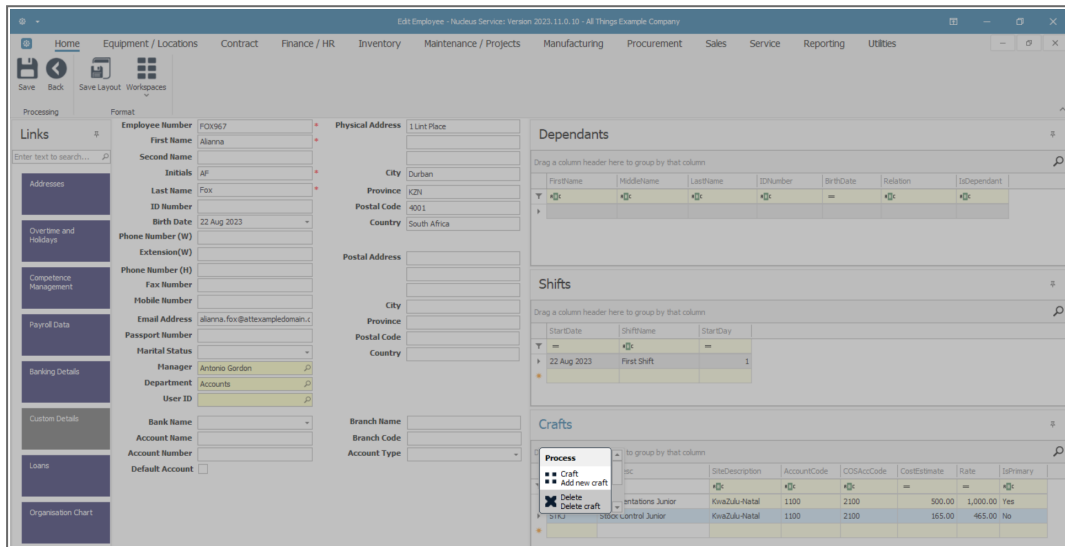 Edit Employee - Nucleus Service: Version 2023.11.0.10 - All Things Example Company
Home Equipment / Locations Contract Finance / HR Inventory Maintenance / Projects Manufacturing Procurement Sales Service Reporting Utilities
Save Back Save Layout Workspaces
Processing Format
Links
Enter text to search...
Addresses
Overtime and
Holidays
Competence
Management
Payroll Data
Banking Details
Custom Details
Loans
Organisation Chart
Employee Number FOX967 *
First Name Alianna *
Second Name
Initials AF *
Last Name Fox *
ID Number
Birth Date 22 Aug 2023
Phone Number (W)
Extension(W)
Phone Number (H)
Fax Number
Mobile Number
Email Address alianna.fox@attexampledomain.c
Passport Number
Marital Status
Manager Antonio Gordon
Department Accounts
User ID
Bank Name
Account Name
Account Number
Default Account
Physical Address 1 Lint Place
City Durban
Province KZN
Postal Code 4001
Country South Africa
Postal Address
City
Province
Postal Code
Country
Branch Name
Branch Code
Account Type
Dependants
Drag a column header here to group by that column
FirstName MiddleName LastName IDNumber BirthDate Relation IsDependant
=
Shifts
Drag a column header here to group by that column
StartDate ShiftName StartDay
= =
22 Aug 2023 First Shift 1
Crafts
to group by that column
esc SiteDescription AccountCode COSAccCode CostEstimate Rate IsPrimary
= =
entations Junior KwaZulu-Natal 1100 2100 500.00 1,000.00 Yes
Stock Control Junior KwaZulu-Natal 1100 2100 165.00 465.00 No
Process
Craft
Add new craft
Delete
Delete craft